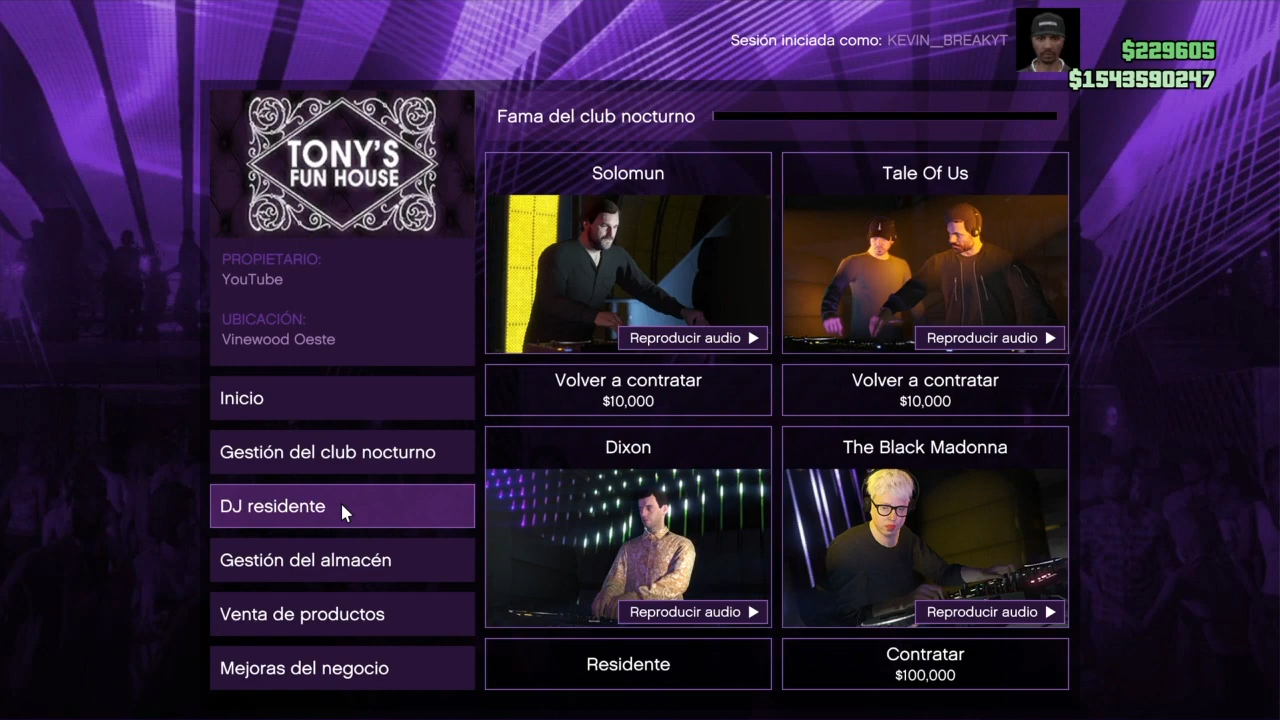 Sesión iniciada como: KEVIN__BREAKYT
$229605
$1543590247
TONY'S
FUN HOUSE
PROPIETARIO:
YouTube
UBICACIÓN:
Vinewood Oeste
Inicio
Gestión del club nocturno
DJ residente
Gestión del almacén
Venta de productos
Mejoras del negocio
Fama del club nocturno
Solomun
Reproducir audio
Volver a contratar
$10,000
Tale Of Us
Reproducir audio
Volver a contratar
$10,000
Dixon
Reproducir audio
Residente
The Black Madonna
Reproducir audio
Contratar
$100,000